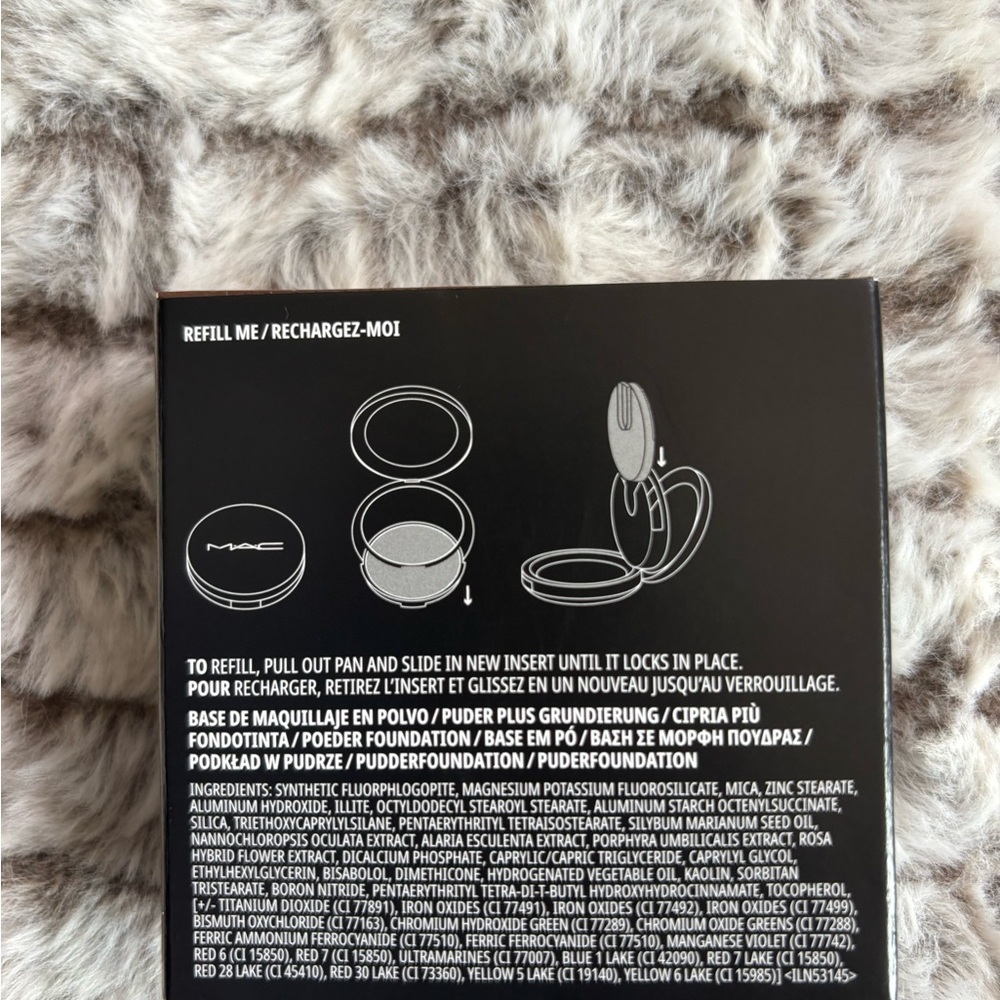 REFILL ME / RECHARGEZ-MOI
MAC
TO REFILL, PULL OUT PAN AND SLIDE IN NEW INSERT UNTIL IT LOCKS IN PLACE.
POUR RECHARGER, RETIREZ L'INSERT ET GLISSEZ EN UN NOUVEAU JUSQU'AU VERROUILLAGE.
BASE DE MAQUILLAJE EN POLVO / PUDER PLUS GRUNDIERUNG / CIPRIA PIÙ
FONDOTINTA / POEDER FOUNDATION / BASE EM PÓ / ΒΑΣΗ ΣΕ ΜΟΡΦΗ ΠΟΥΔΡΑΣ /
PODKŁAD W PUDRZE / PUDDERFOUNDATION / PUDERFOUNDATION
INGREDIENTS: SYNTHETIC FLUORPHLOGOPITE, MAGNESIUM POTASSIUM FLUOROSILICATE, MICA, ZINC STEARATE,
ALUMINUM HYDROXIDE, ILLITE, OCTYLDODECYL STEAROYL STEARATE, ALUMINUM STARCH OCTENYLSUCCINATE,
SILICA, TRIETHOXYCAPRYLYLSILANE, PENTAERYTHRITYL TETRAISOSTEARATE, SILYBUM MARIANUM SEED OIL,
NANNOCHLOROPSIS OCULATA EXTRACT, ALARIA ESCULENTA EXTRACT, PORPHYRA UMBILICALIS EXTRACT, ROSA
HYBRID FLOWER EXTRACT, DICALCIUM PHOSPHATE, CAPRYLIC/CAPRIC TRIGLYCERIDE, CAPRYLYL GLYCOL,
ETHYLHEXYLGLYCERIN, BISABOLOL, DIMETHICONE, HYDROGENATED VEGETABLE OIL, KAOLIN, SORBITAN
TRISTEARATE, BORON NITRIDE, PENTAERYTHRITYL TETRA-DI-T-BUTYL HYDROXYHYDROCINNAMATE, TOCOPHEROL,
[+/- TITANIUM DIOXIDE (CI 77891), IRON OXIDES (CI 77491), IRON OXIDES (CI 77492), IRON OXIDES (CI 77499),
BISMUTH OXYCHLORIDE (CI 77163), CHROMIUM HYDROXIDE GREEN (CI 77289), CHROMIUM OXIDE GREENS (CI 77288),
FERRIC AMMONIUM FERROCYANIDE (CI 77510), FERRIC FERROCYANIDE (CI 77510), MANGANESE VIOLET (CI 77742),
RED 6 (CI 15850), RED 7 (CI 15850), ULTRAMARINES (CI 77007), BLUE 1 LAKE (CI 42090), RED 7 LAKE (CI 15850),
RED 28 LAKE (CI 45410), RED 30 LAKE (CI 73360), YELLOW 5 LAKE (CI 19140), YELLOW 6 LAKE (CI 15985)] <ILN53145>